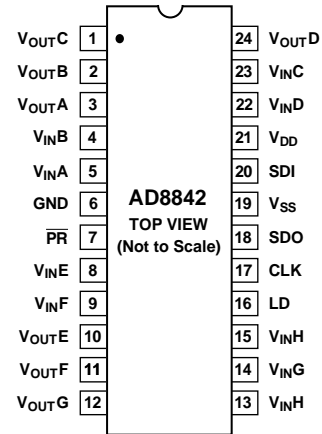 VOUTC 1 24 VOUTD
VOUTB 2 23 VINC
VOUTA 3 22 VIND
VINB 4 21 VDD
VINA 5 20 SDI
GND 6 AD8842 19 VSS
PR 7 TOP VIEW 18 SDO
(Not to Scale)
VINE 8 17 CLK
VINF 9 16 LD
VOUTE 10 15 VINH
VOUTF 11 14 VING
VOUTG 12 13 VINH